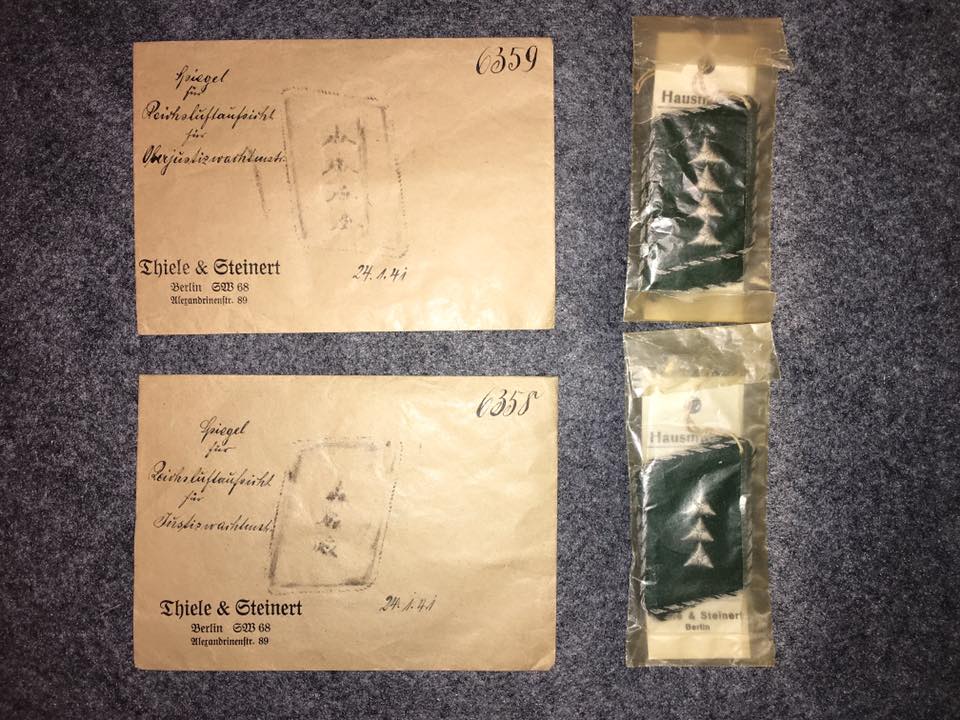 6359
Spiegel
für
Reichsluftaufsicht
für
Oberjustizwachtmstr.
Thiele & Steinert
Berlin SW 68
Alexandrinenstr. 89
24.1.41
6358
Spiegel
für
Reichsluftaufsicht
für
Justizwachtmstr.
24.1.41
Thiele & Steinert
Berlin SW 68
Alexandrinenstr. 89
& Steinert
Berlin